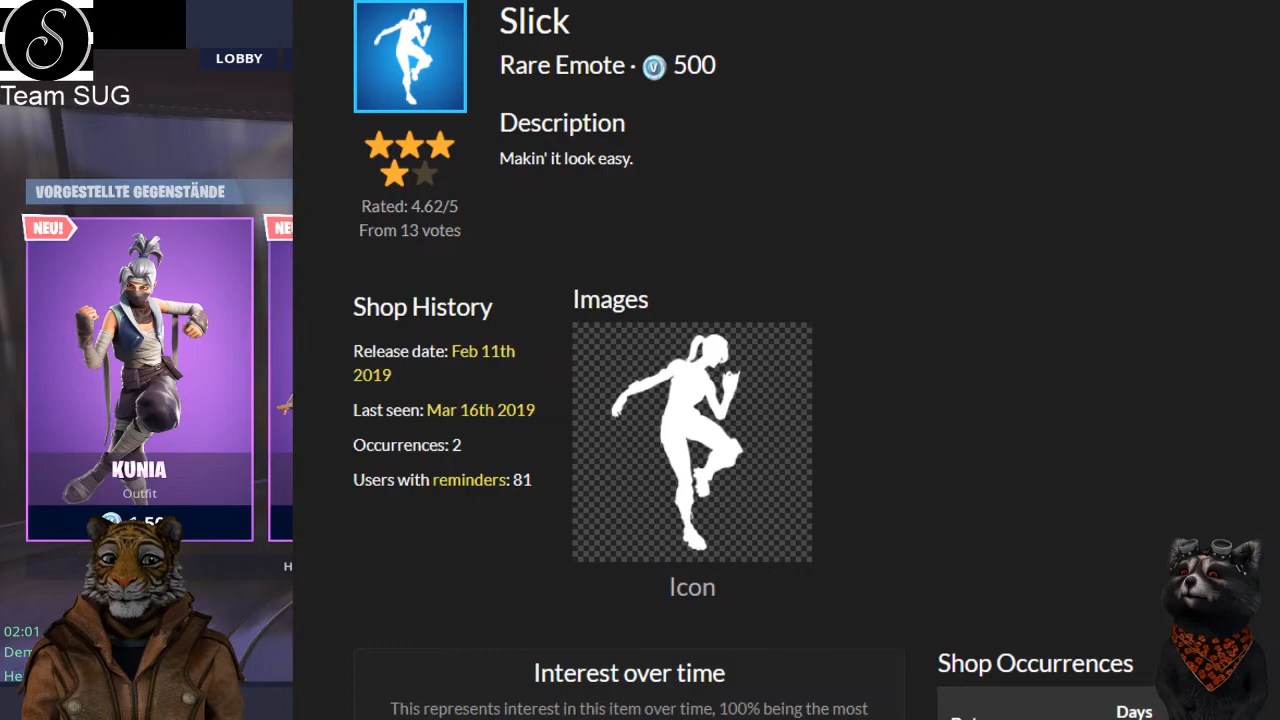 S
Team SUG
LOBBY
VORGESTELLTE GEGENSTÄNDE
NEU!
KUNIA
Outfit
02:01
Slick
Rare Emote · V 500
Description
Makin' it look easy.
Rated: 4.62/5
From 13 votes
Shop History
Release date: Feb 11th
2019
Last seen: Mar 16th 2019
Occurrences: 2
Users with reminders: 81
Images
Icon
Interest over time
This represents interest in this item over time, 100% being the most
Shop Occurrences
Days